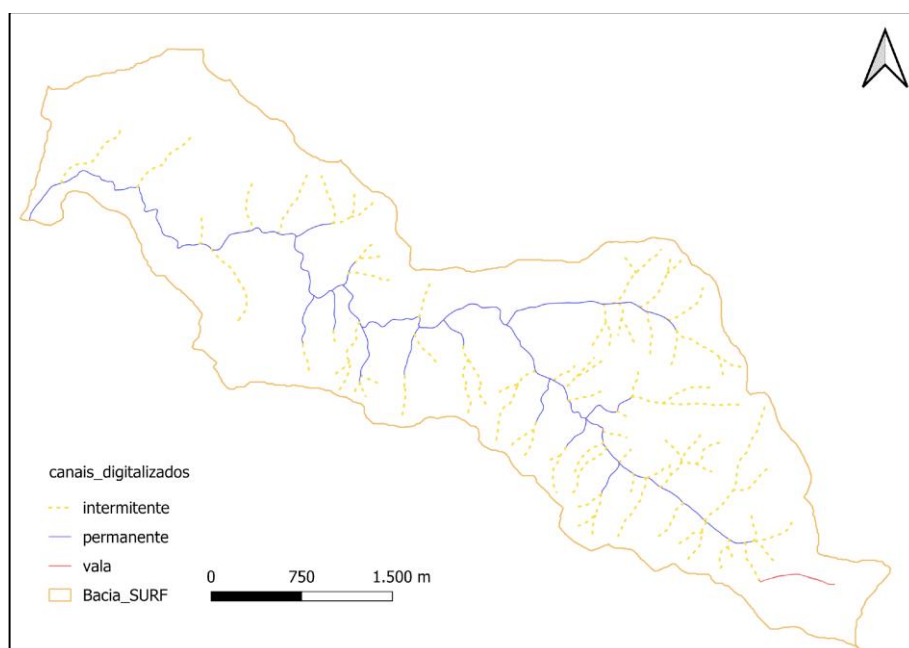 canais_digitalizados
intermitente
permanente
vala
Bacia_SURF
0 750 1.500 m